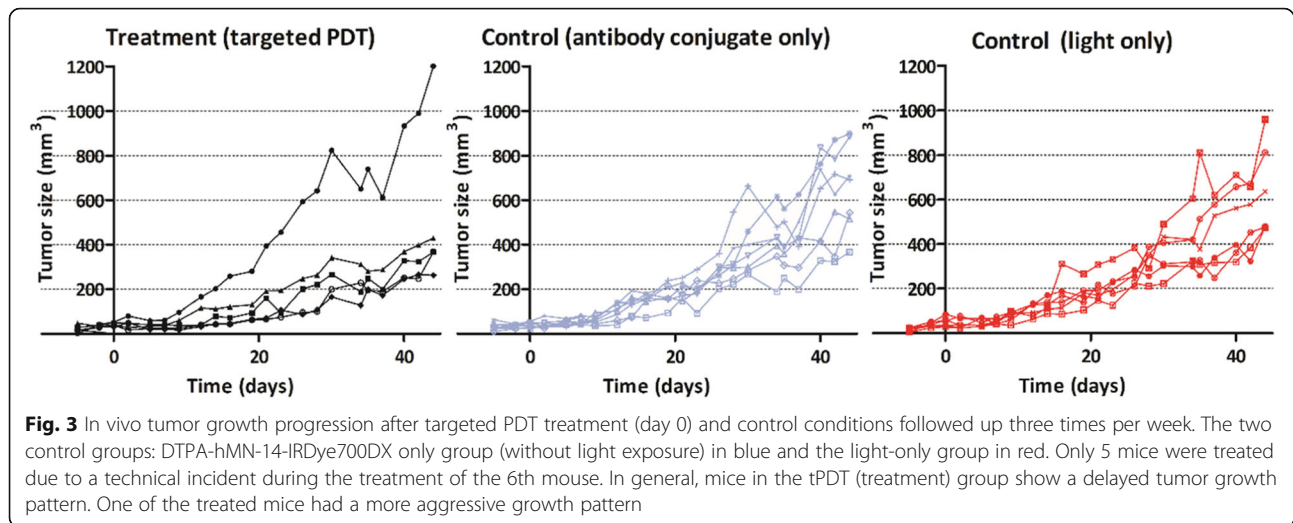 Treatment (targeted PDT)
Tumor size (mm3)
1200
1000
800
600
400
200
0
20
40
Time (days)
Control (antibody conjugate only)
Tumor size (mm3)
1200
1000
800
600
400
200
0
20
40
Time (days)
Control (light only)
Tumor size (mm3)
1200
1000
800
600
400
200
0
20
40
Time (days)
Fig. 3 In vivo tumor growth progression after targeted PDT treatment (day 0) and control conditions followed up three times per week. The two
control groups: DTPA-hMN-14-IRDye700DX only group (without light exposure) in blue and the light-only group in red. Only 5 mice were treated
due to a technical incident during the treatment of the 6th mouse. In general, mice in the tPDT (treatment) group show a delayed tumor growth
pattern. One of the treated mice had a more aggressive growth pattern